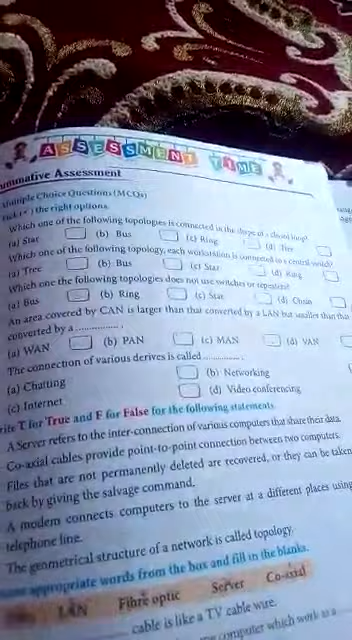 ASSESSMENT TIME
Summative Assessment
Multiple Choice Questions (MCQs)
the right options.
Which one of the following topologies is connected in the shape of a closed loop?
(a) Star (b) Bus (c) Ring (d) Tree
Which one of the following topology, each workstation is connected to a central switch?
(a) Tree (b) Bus (c) Star (d) Ring
Which one the following topologies does not use switches or repeaters?
(a) Bus (b) Ring (c) Star (d) Chain
An area covered by CAN is larger than that converted by a LAN but smaller than that
converted by a ..............
(a) WAN (b) PAN (c) MAN (d) VAN
The connection of various derives is called ..............
(a) Chatting (b) Networking
(c) Internet (d) Video conferencing
rite T for True and F for False for the following statements.
A Server refers to the inter-connection of various computers that share their data.
Co-axial cables provide point-to-point connection between two computers.
Files that are not permanently deleted are recovered, or they can be taken
back by giving the salvage command.
A modem connects computers to the server at a different places using
telephone line.
The geometrical structure of a network is called topology.
appropriate words from the box and fill in the blanks.
LAN Fibre optic Server Co-axial
cable is like a TV cable wire.
computer which work to a